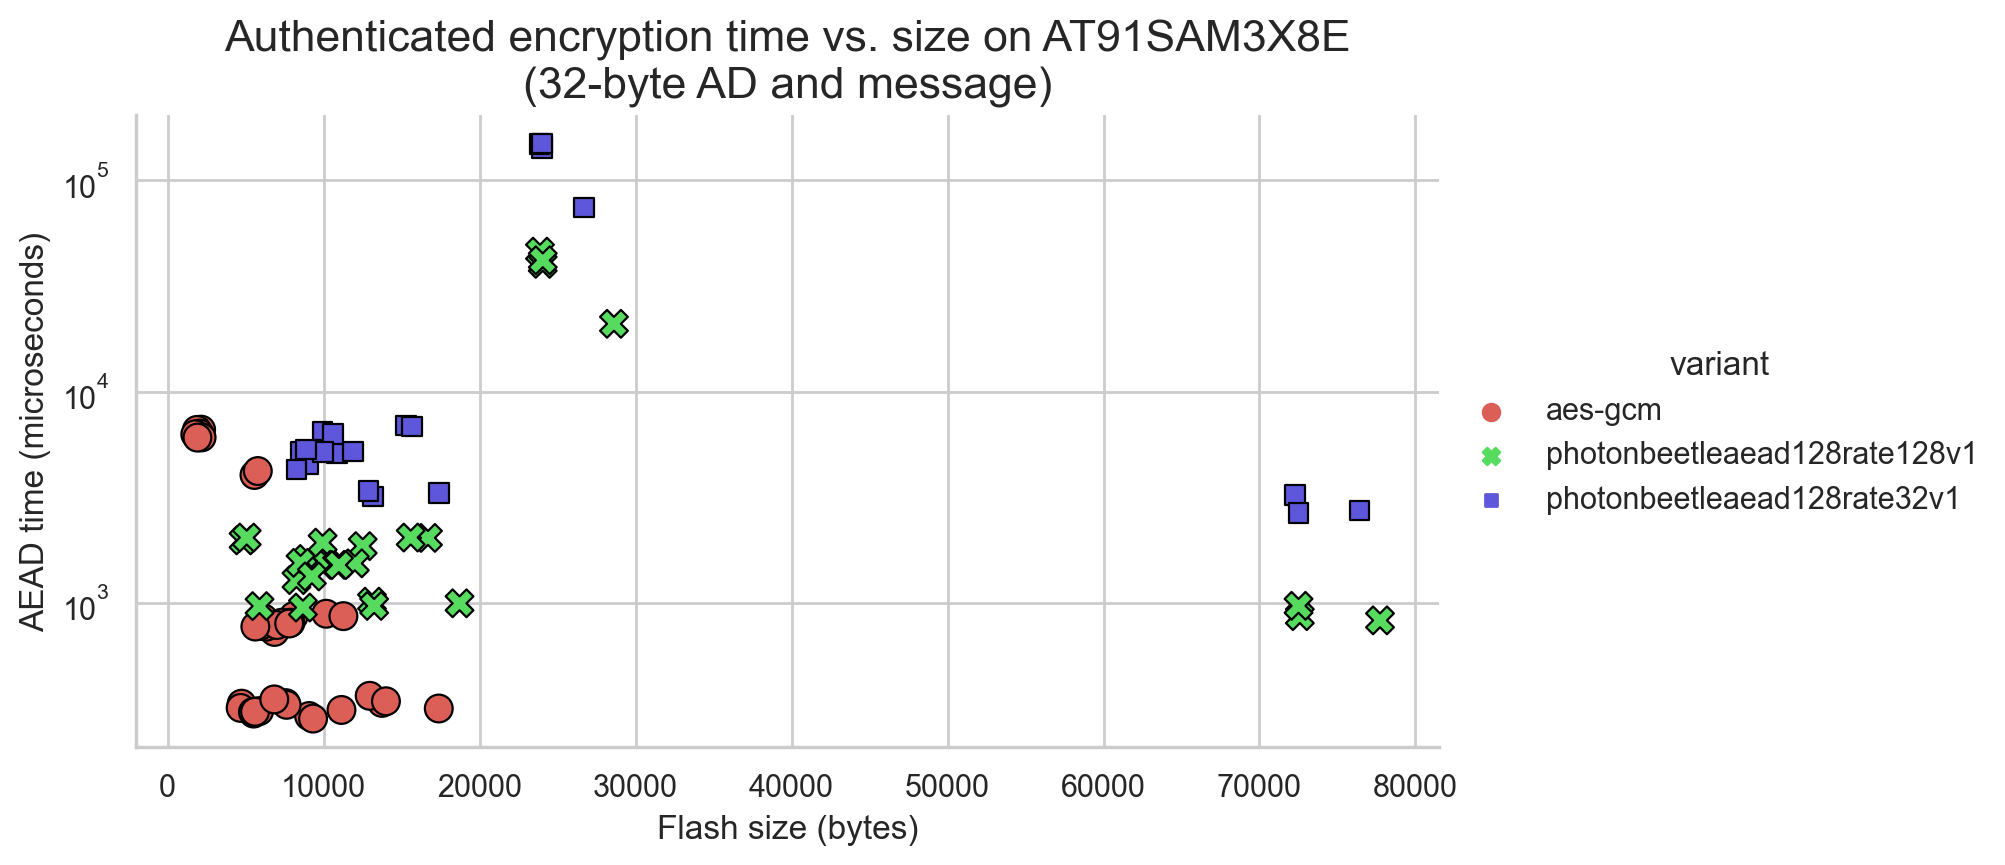 Authenticated encryption time vs. size on AT91SAM3X8E
(32-byte AD and message)
AEAD time (microseconds)
10^5
10^4
10^3
0 10000 20000 30000 40000 50000 60000 70000 80000
Flash size (bytes)
variant
aes-gcm
photonbeetleaead128rate128v1
photonbeetleaead128rate32v1